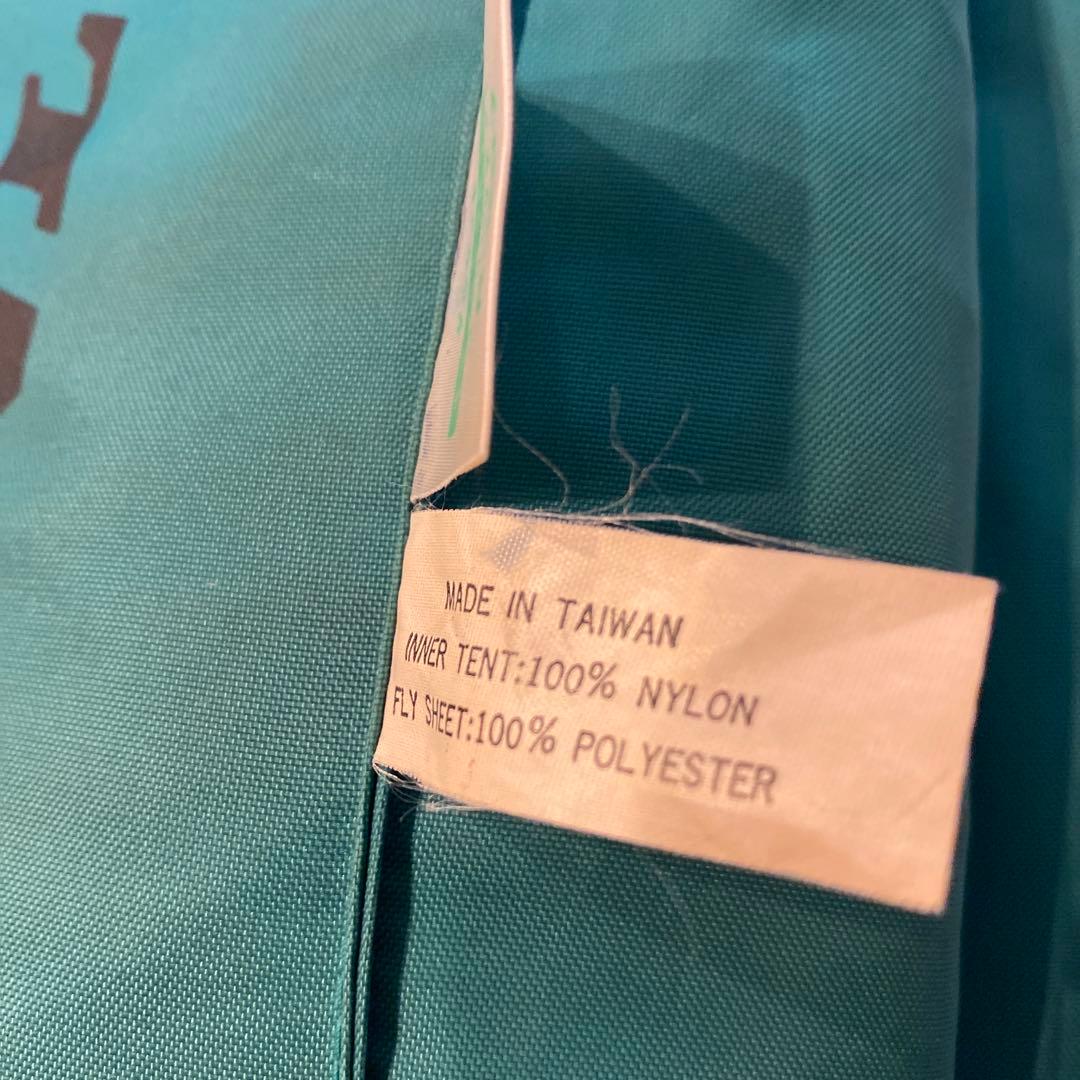 MADE IN TAIWAN
INNER TENT:100% NYLON
FLY SHEET:100% POLYESTER